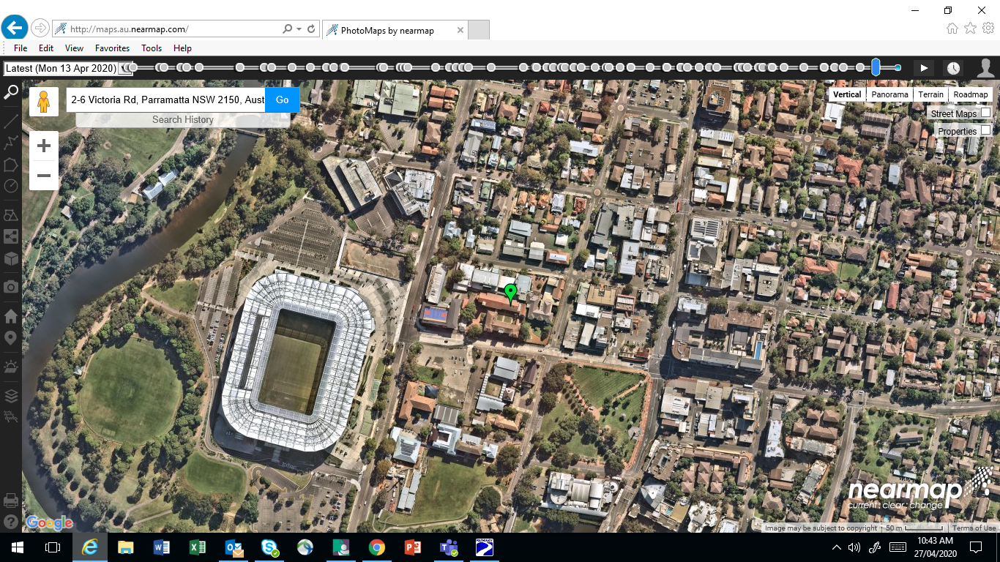 http://maps.au.nearmap.com/
PhotoMaps by nearmap
File Edit View Favorites Tools Help
Latest (Mon 13 Apr 2020)
2-6 Victoria Rd, Parramatta NSW 2150, Aust
Go
Search History
Vertical Panorama Terrain Roadmap
Street Maps
Properties
nearmap
current : clear : change
Google
Image may be subject to copyright 50 m Terms of Use
10:43 AM
27/04/2020